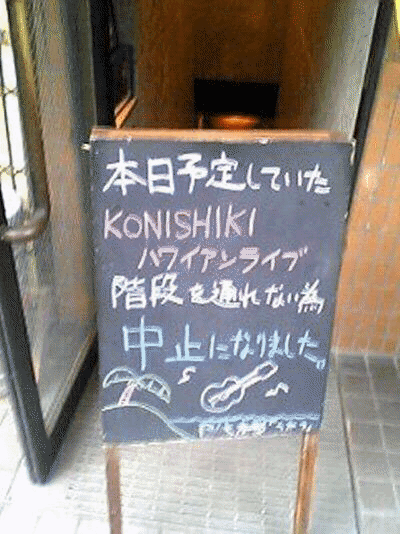 本日予定していた
KONISHIKI
ハワイアンライブ
階段を通れない為
中止になりました。